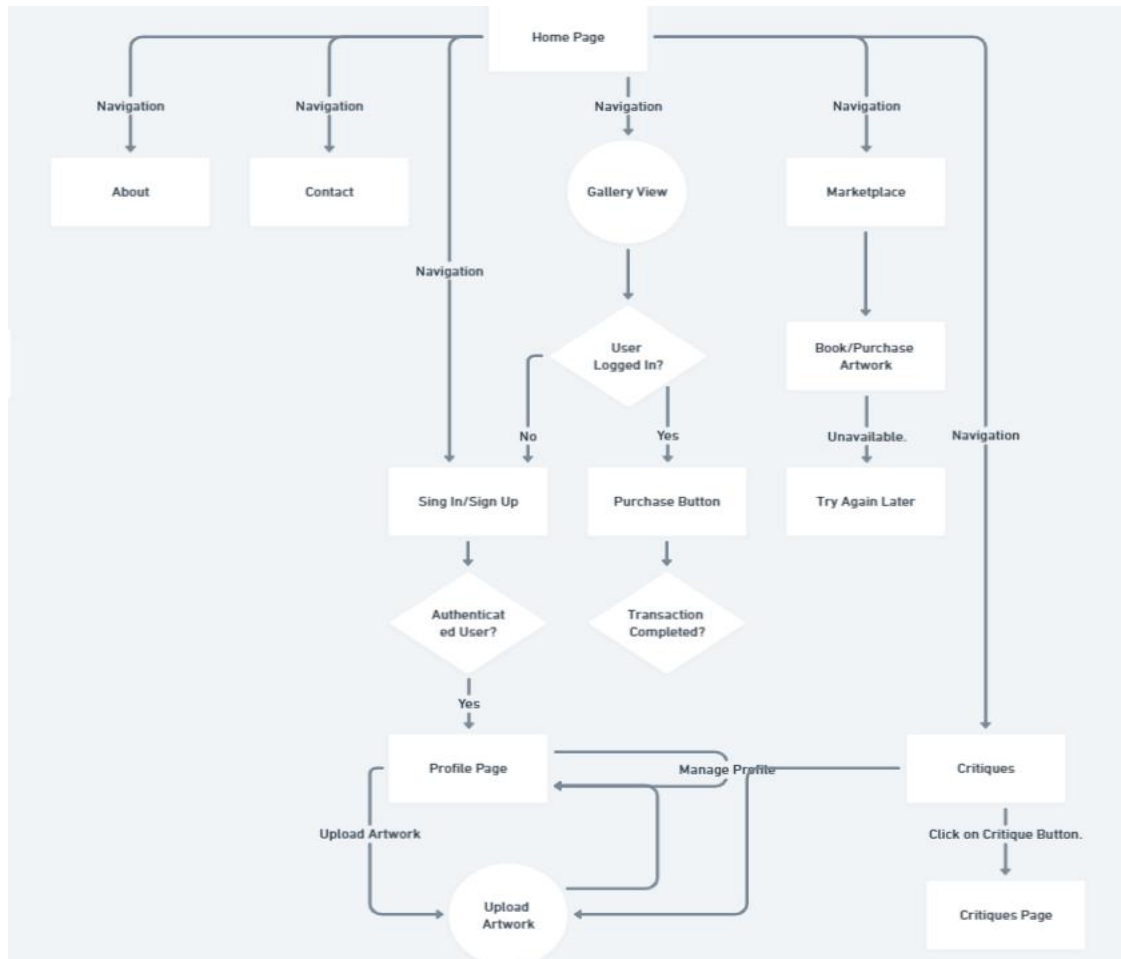 Home Page
Navigation
Navigation
Navigation
Navigation
About
Contact
Gallery View
Marketplace
Navigation
User
Logged In?
Book/Purchase
Artwork
No
Yes
Unavailable.
Navigation
Sing In/Sign Up
Purchase Button
Try Again Later
Authenticat
ed User?
Transaction
Completed?
Yes
Profile Page
Manage Profile
Critiques
Upload Artwork
Click on Critique Button.
Upload
Artwork
Critiques Page